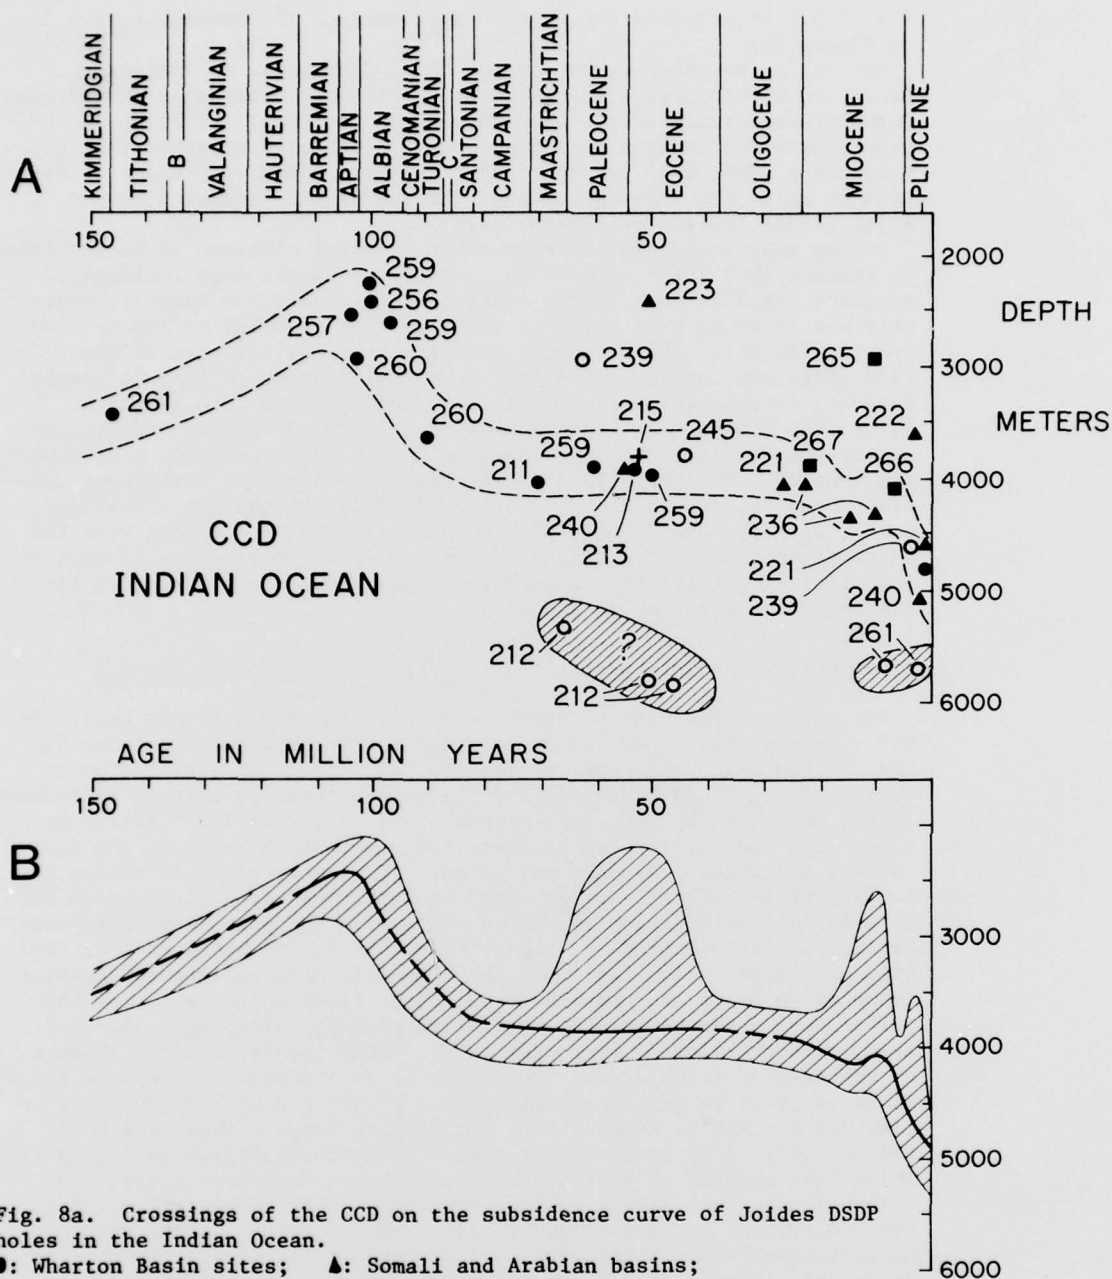 KIMMERIDGIAN
TITHONIAN
B
VALANGINIAN
HAUTERIVIAN
BARREMIAN
APTIAN
ALBIAN
CENOMANIAN
TURONIAN
C
SANTONIAN
CAMPANIAN
MAASTRICHTIAN
PALEOCENE
EOCENE
OLIGOCENE
MIOCENE
PLIOCENE
A
150 100 50
2000
259
256
223
DEPTH
257 259
239 265 3000
260
261
METERS
260 215 245 222
259 267
211 221 266 4000
240 259 236
213
CCD
INDIAN OCEAN
221
239 240 5000
261
212 ?
212 6000
AGE IN MILLION YEARS
150 100 50
B
3000
4000
5000
Fig. 8a. Crossings of the CCD on the subsidence curve of Joides DSDP
holes in the Indian Ocean.
●: Wharton Basin sites; ▲: Somali and Arabian basins;
6000